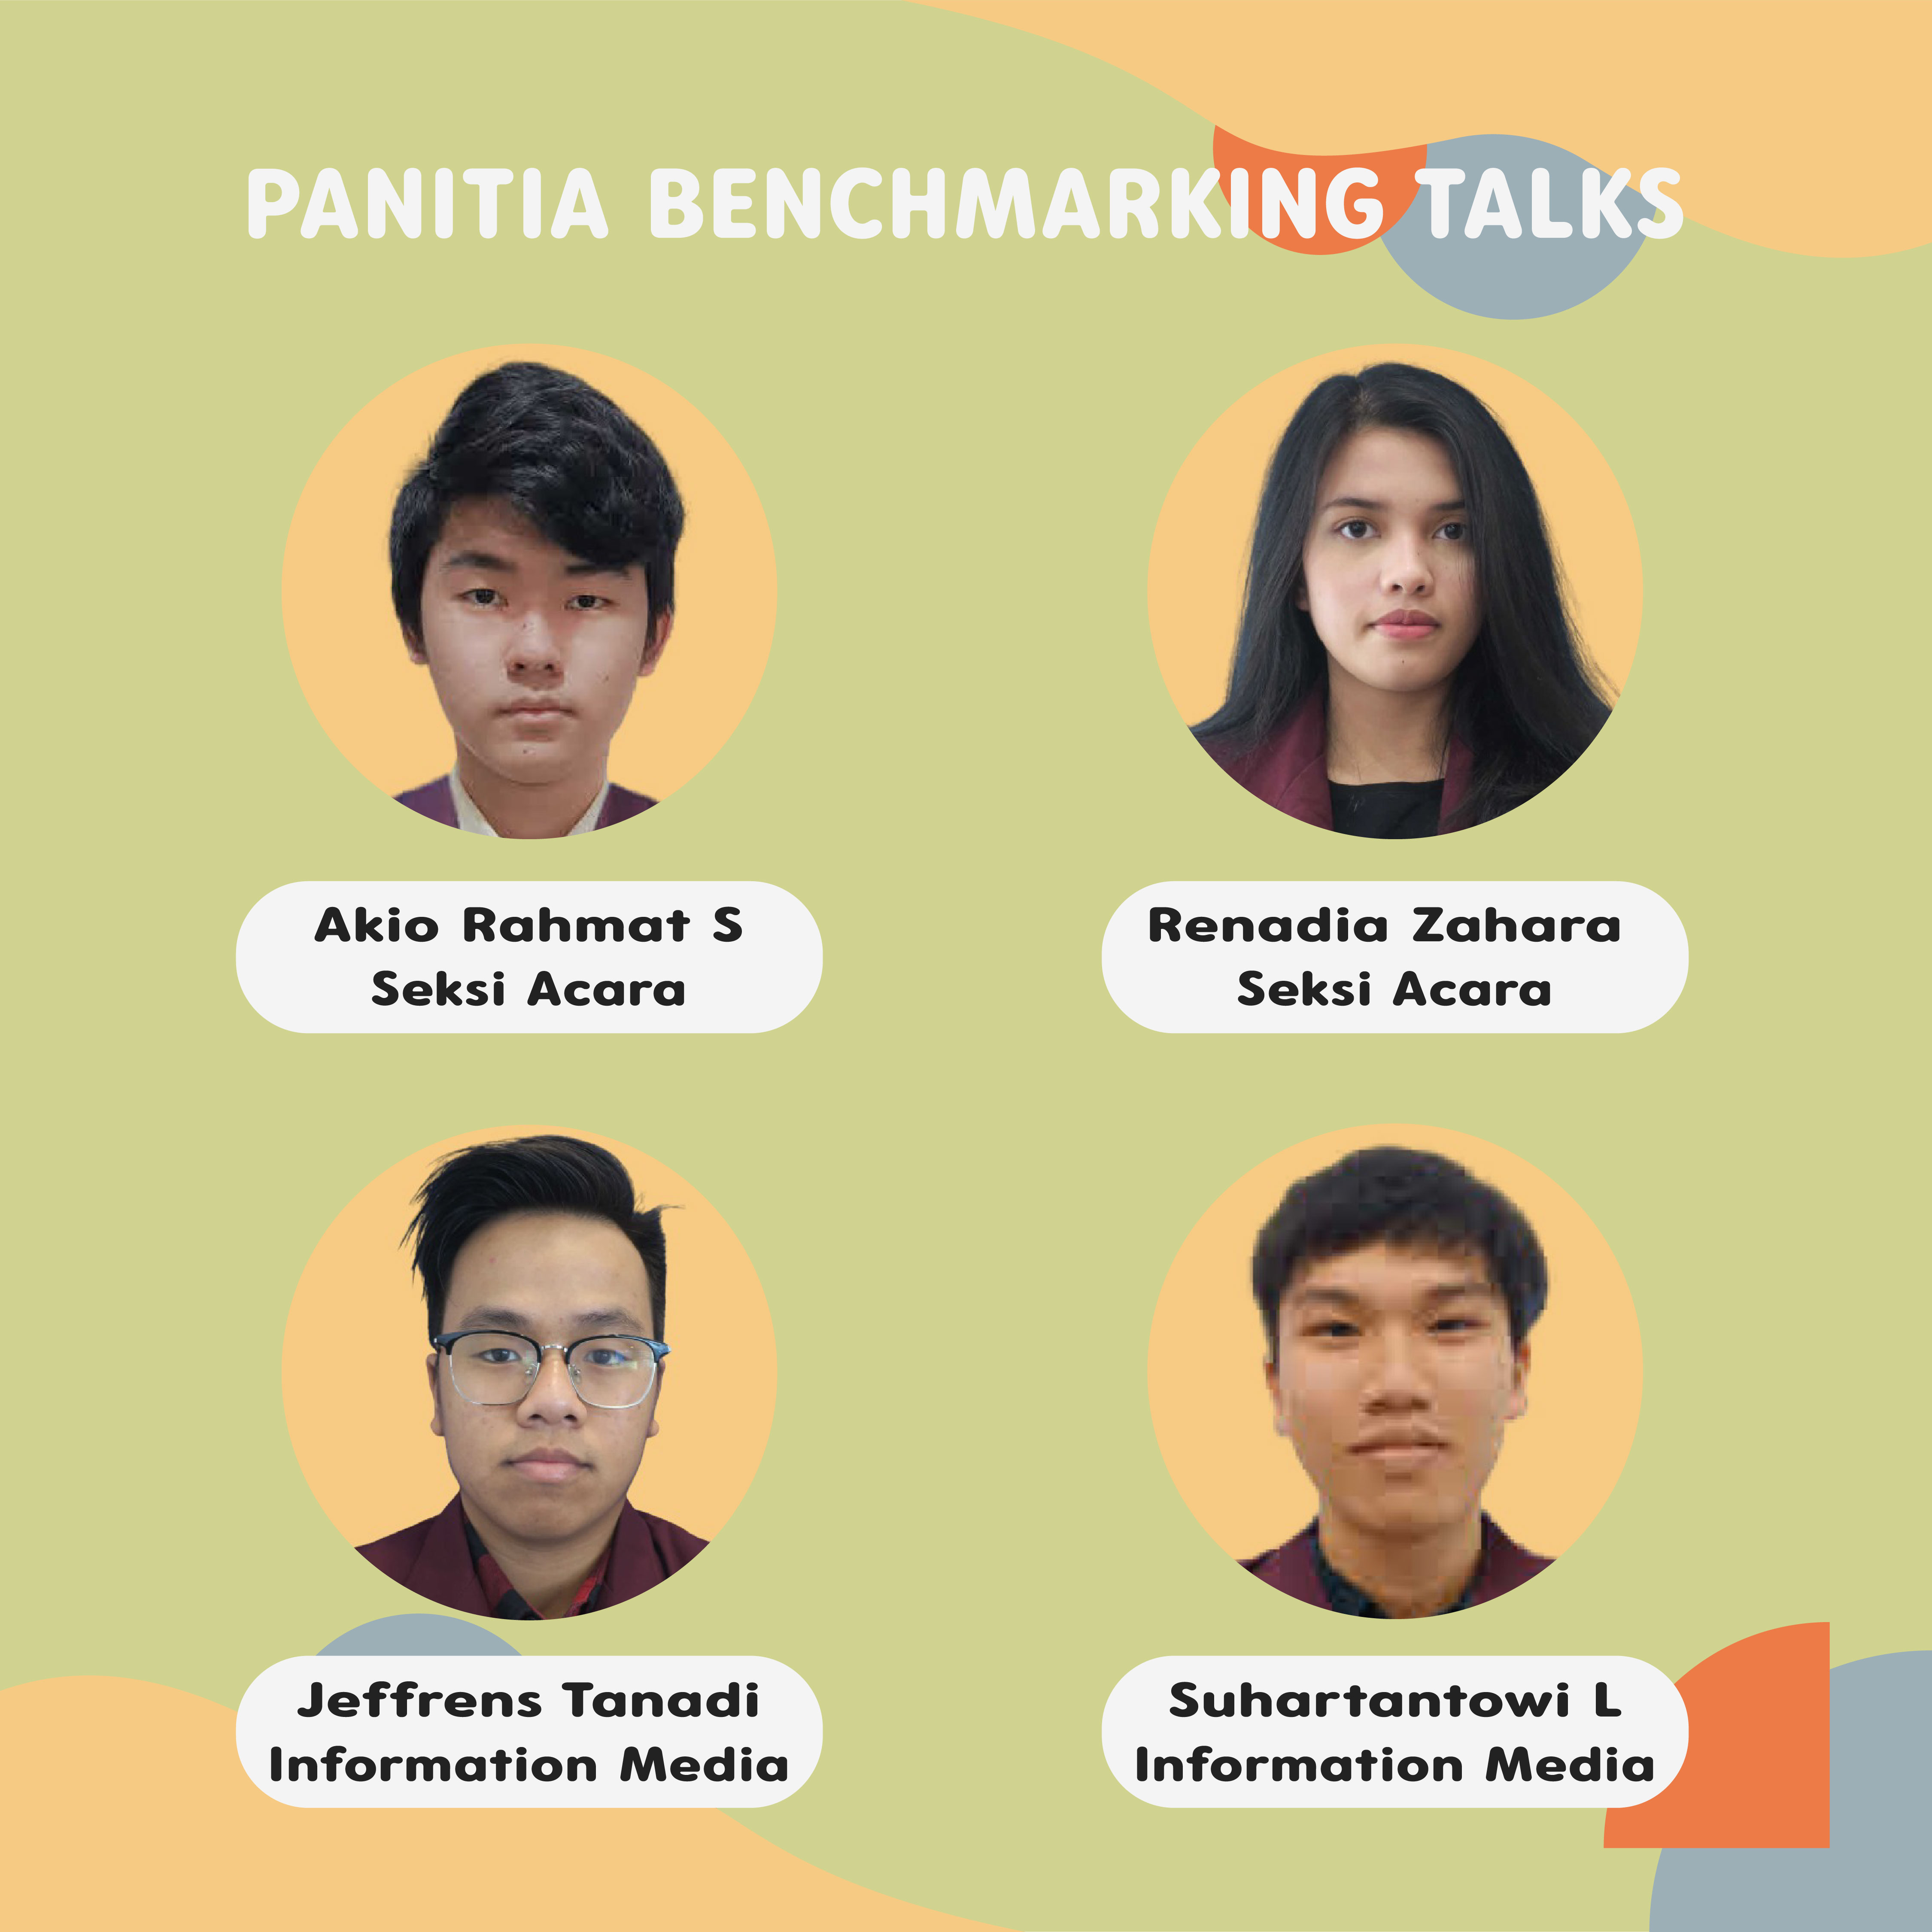 PANITIA BENCHMARKING TALKS
Akio Rahmat S
Seksi Acara
Renadia Zahara
Seksi Acara
Jeffrens Tanadi
Information Media
Suhartantowi L
Information Media